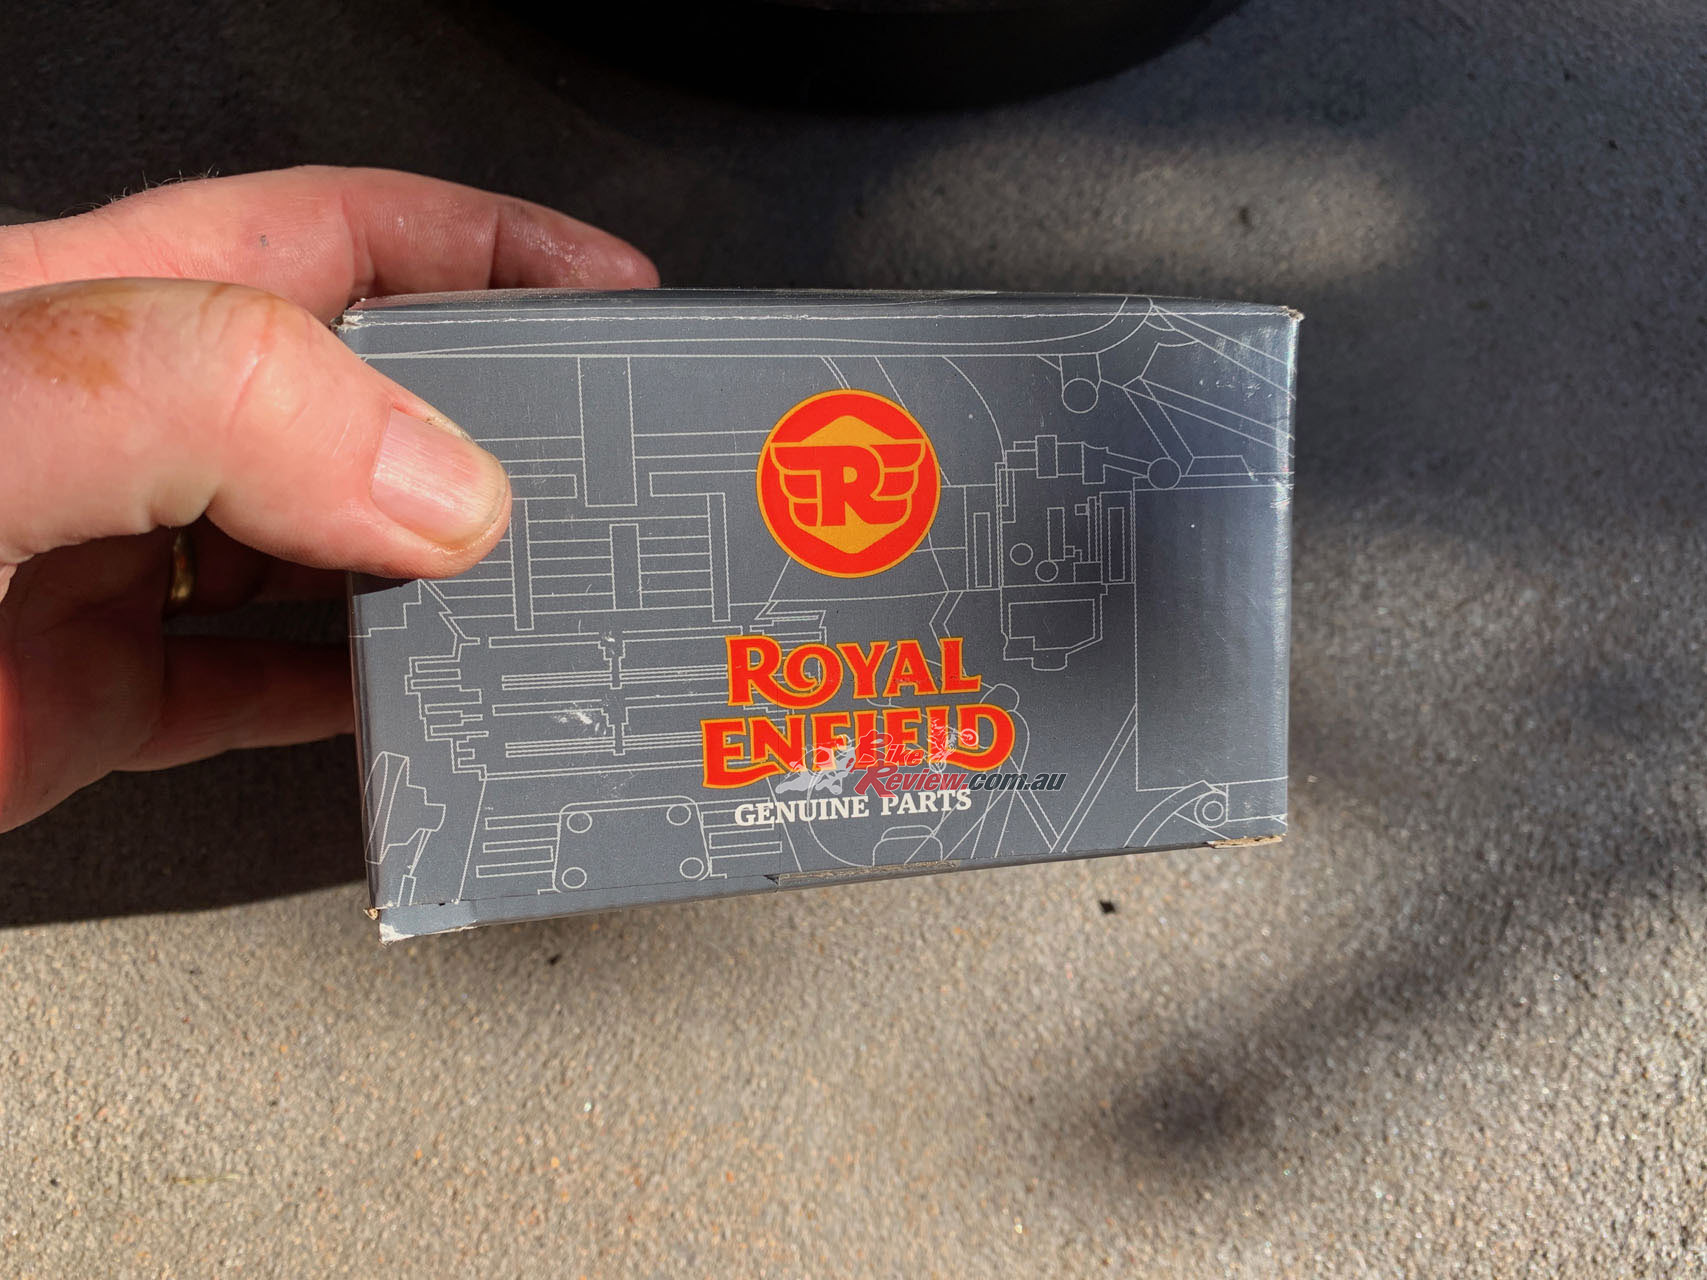 R
ROYAL
ENFIELD
Bike
Review.com.au
GENUINE PARTS